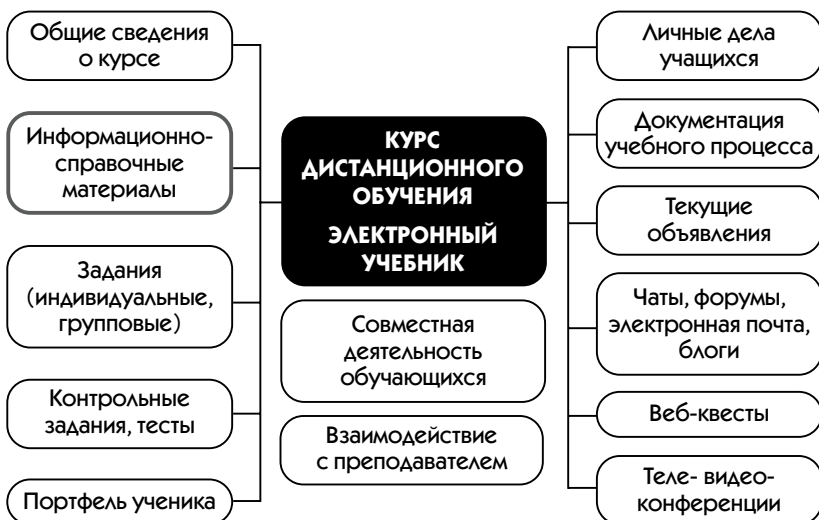 Общие сведения
о курсе
Информационно-
справочные
материалы
Задания
(индивидуальные,
групповые)
Контрольные
задания, тесты
Портфель ученика
КУРС
ДИСТАНЦИОННОГО
ОБУЧЕНИЯ
ЭЛЕКТРОННЫЙ
УЧЕБНИК
Совместная
деятельность
обучающихся
Взаимодействие
с преподавателем
Личные дела
учащихся
Документация
учебного процесса
Текущие
объявления
Чаты, форумы,
электронная почта,
блоги
Веб-квесты
Теле- видео-
конференции